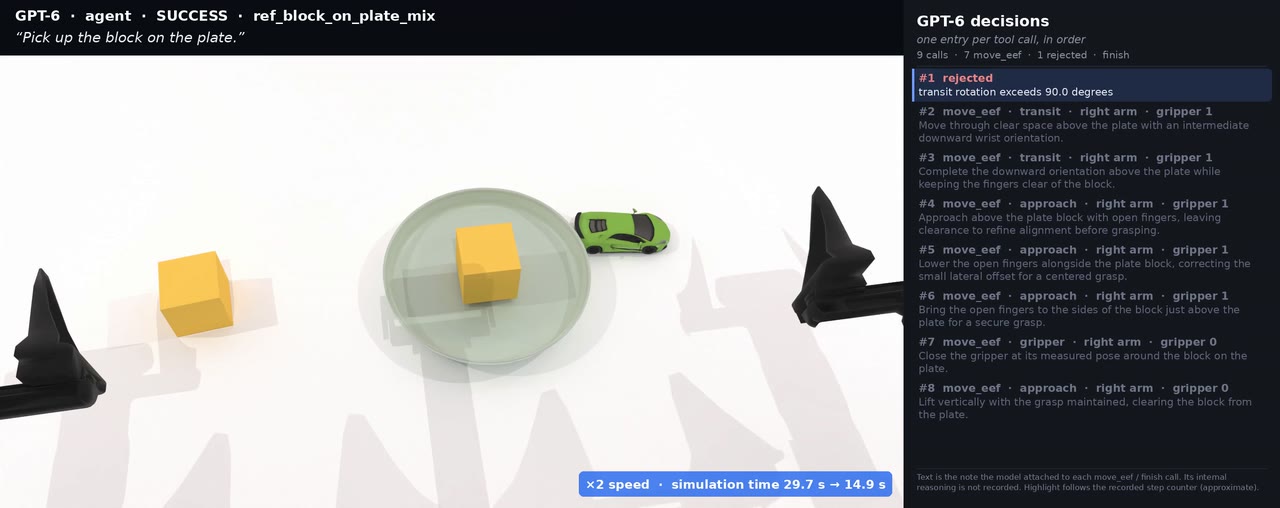 GPT-6 · agent · SUCCESS · ref_block_on_plate_mix
“Pick up the block on the plate.”
×2 speed · simulation time 29.7 s → 14.9 s
GPT-6 decisions
one entry per tool call, in order
9 calls · 7 move_eef · 1 rejected · finish
#1 rejected
transit rotation exceeds 90.0 degrees
#2 move_eef · transit · right arm · gripper 1
Move through clear space above the plate with an intermediate
downward wrist orientation.
#3 move_eef · transit · right arm · gripper 1
Complete the downward orientation above the plate while
keeping the fingers clear of the block.
#4 move_eef · approach · right arm · gripper 1
Approach above the plate block with open fingers, leaving
clearance to refine alignment before grasping.
#5 move_eef · approach · right arm · gripper 1
Lower the open fingers alongside the plate block, correcting the
small lateral offset for a centered grasp.
#6 move_eef · approach · right arm · gripper 1
Bring the open fingers to the sides of the block just above the
plate for a secure grasp.
#7 move_eef · gripper · right arm · gripper 0
Close the gripper at its measured pose around the block on the
plate.
#8 move_eef · approach · right arm · gripper 0
Lift vertically with the grasp maintained, clearing the block from
the plate.
Text is the note the model attached to each move_eef / finish call. Its internal
reasoning is not recorded. Highlight follows the recorded step counter (approximate).